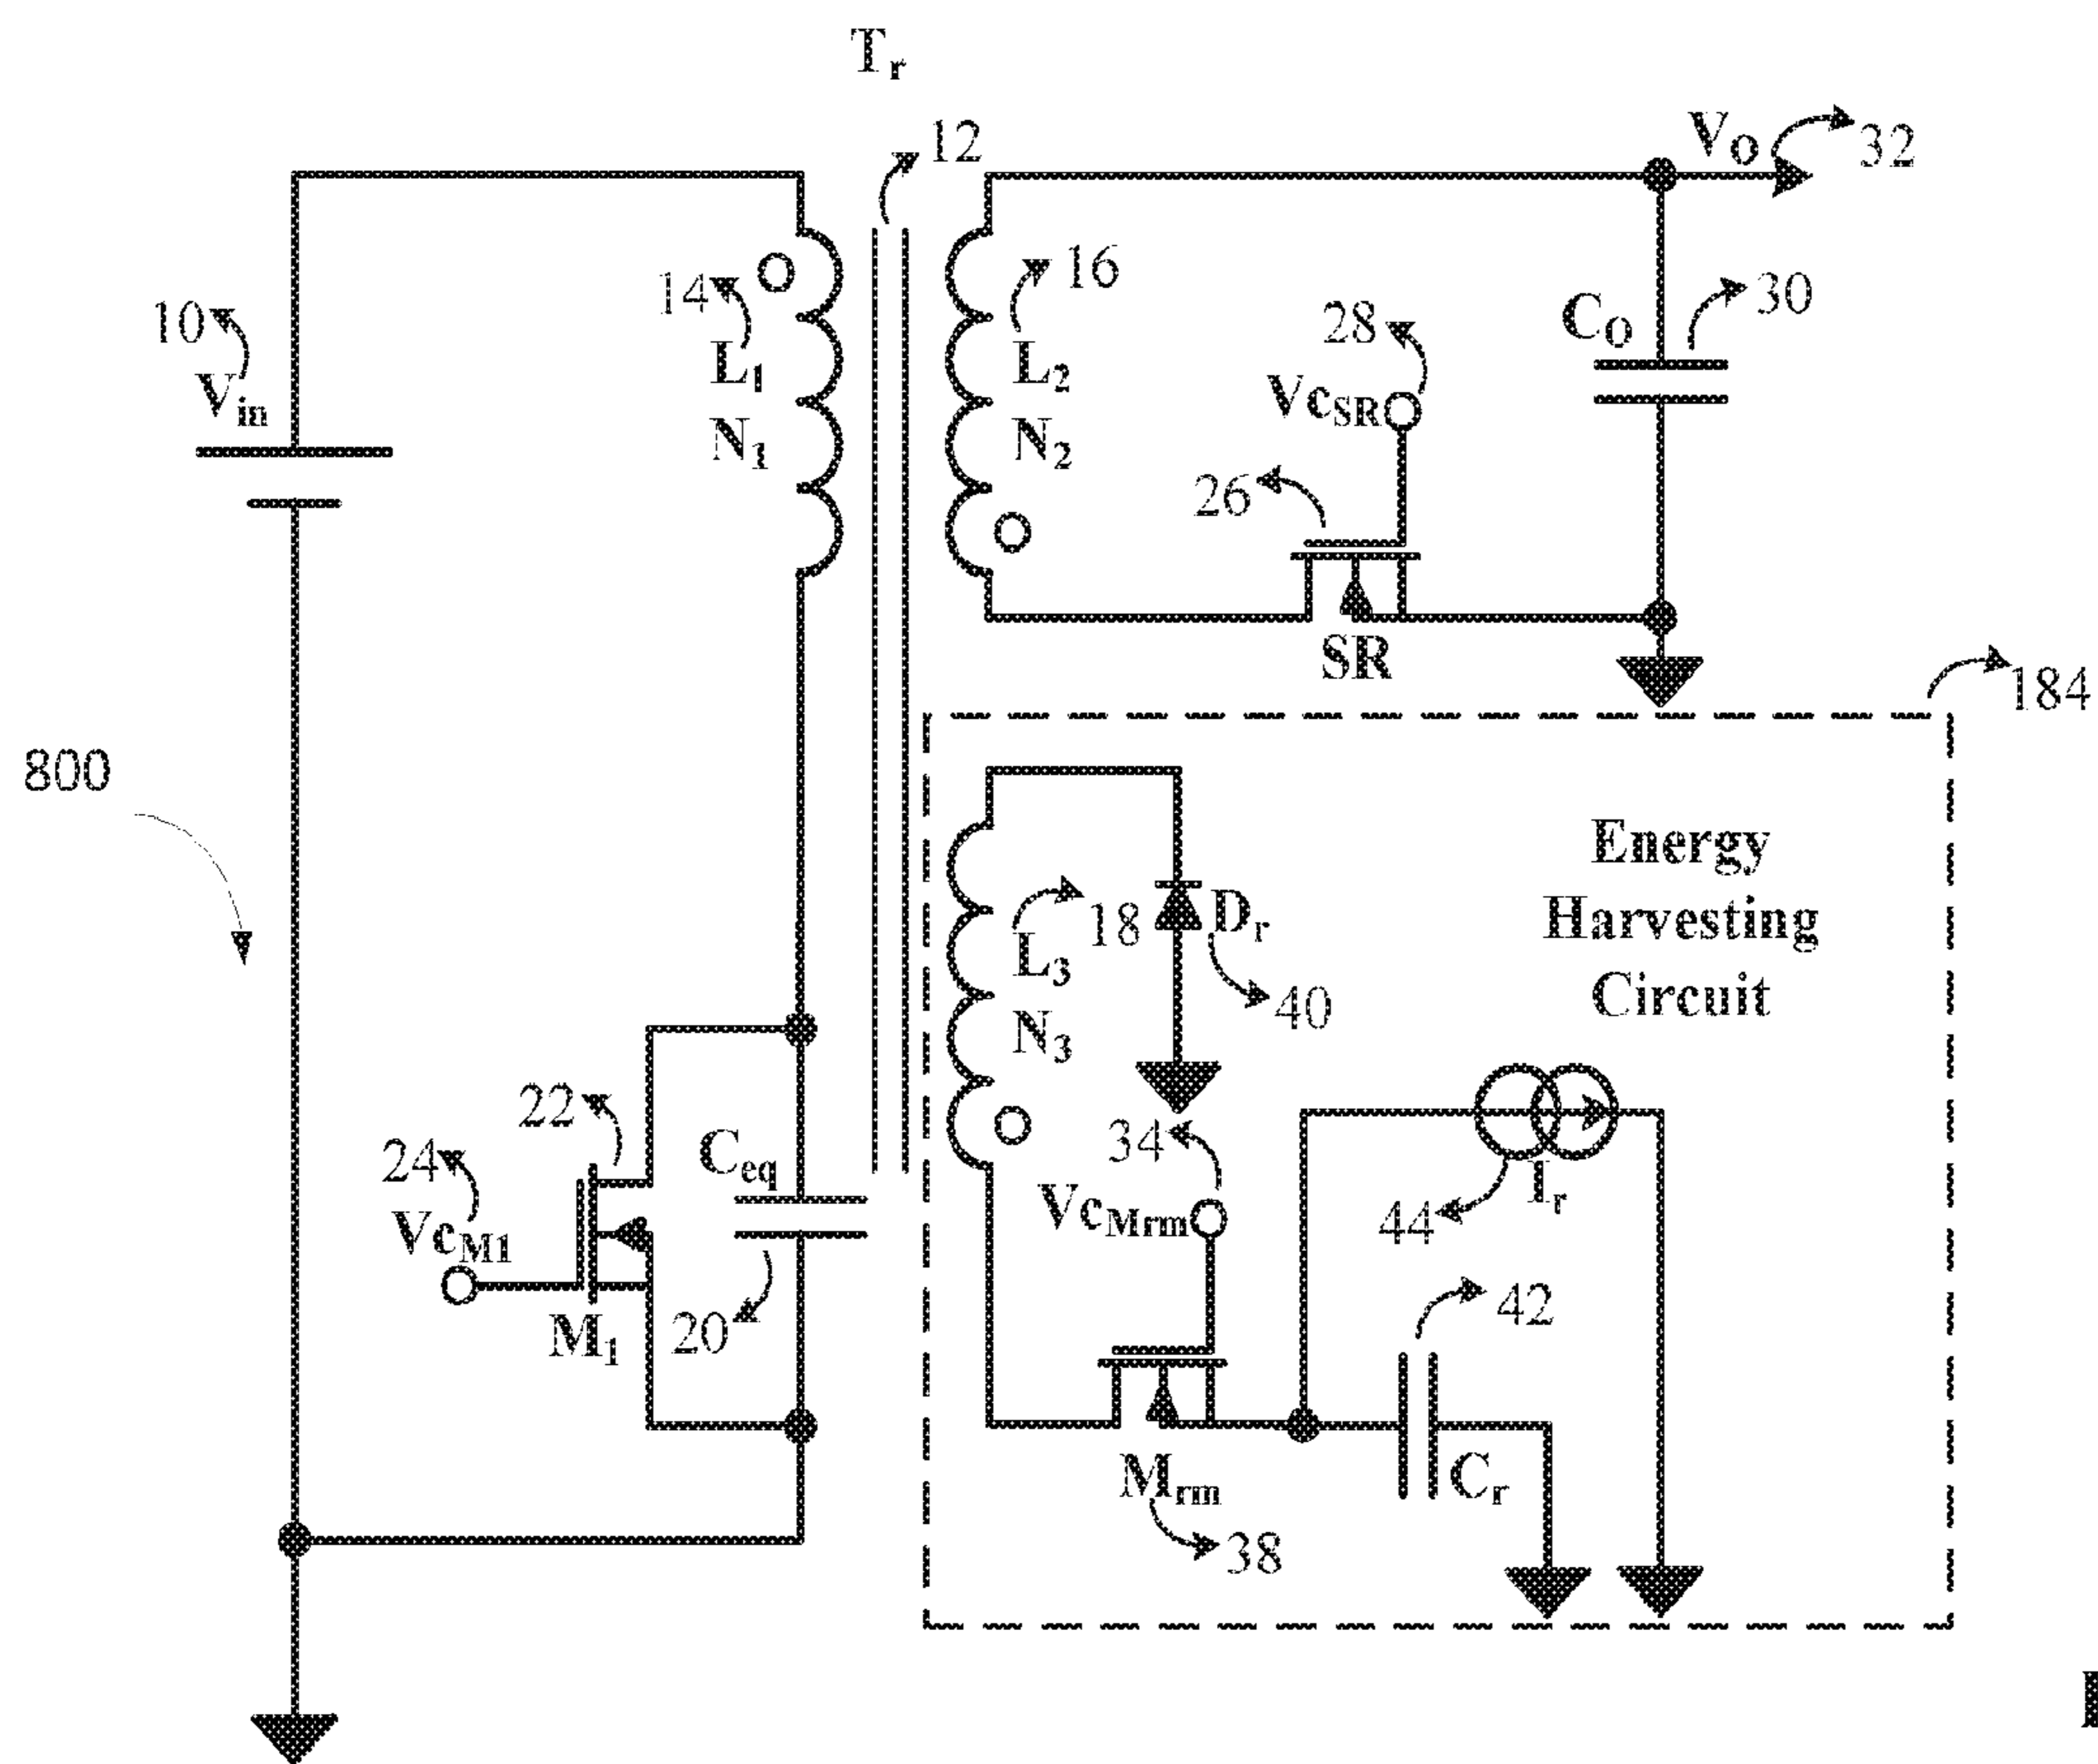 Tr
12
VO
32
10
Vin
14
L1
N1
16
L2
N2
28
VcSR
CO
30
26
SR
184
800
Energy
Harvesting
Circuit
18
L3
N3
Dr
40
22
24
VcM1
M1
Ceq
20
34
VcMrm
Ir
44
42
Cr
Mrm
38